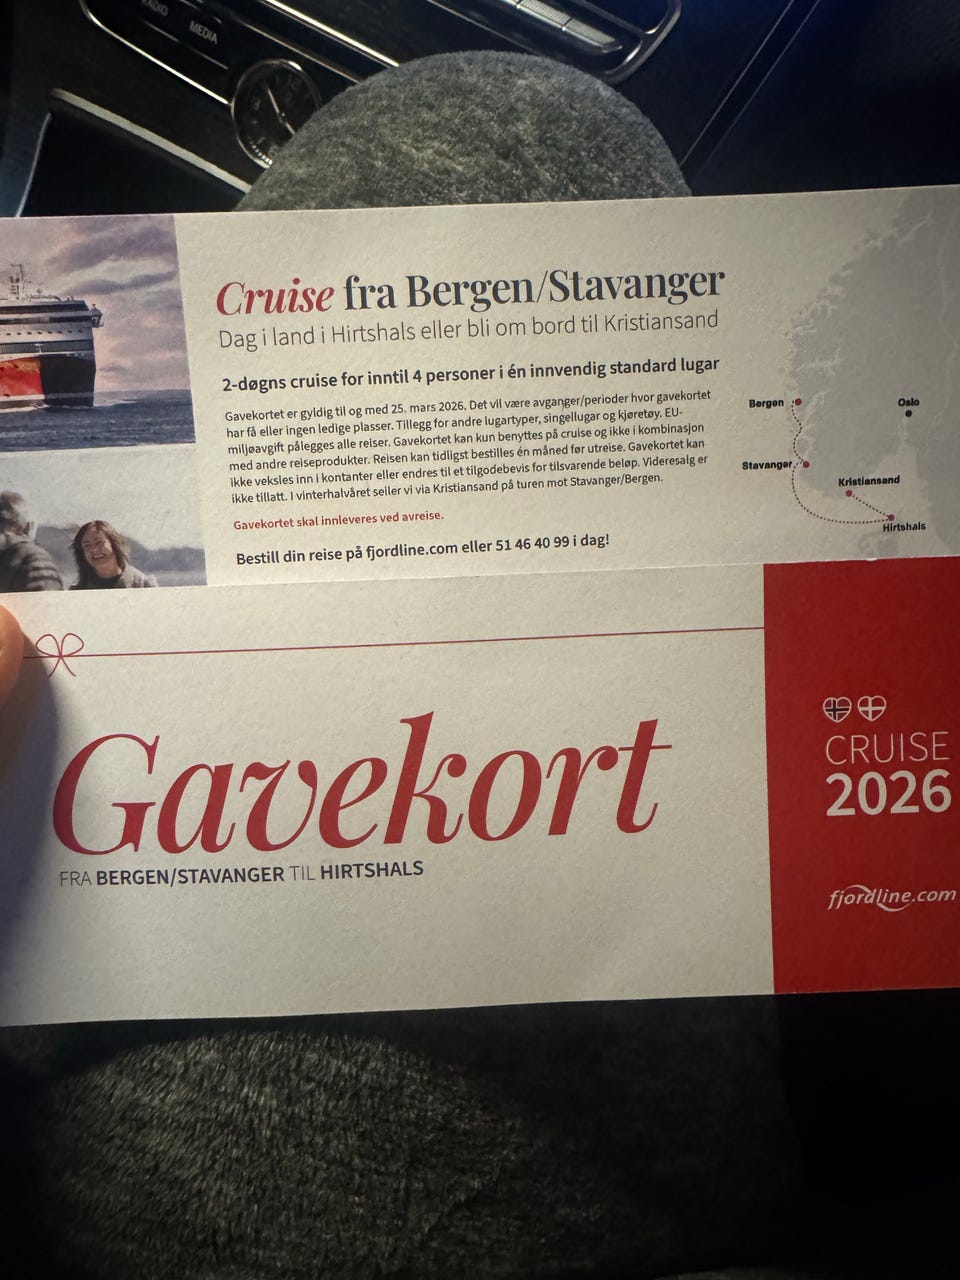 RADIO
MEDIA
Cruise fra Bergen/Stavanger
Dag i land i Hirtshals eller bli om bord til Kristiansand
2-døgns cruise for inntil 4 personer i én innvendig standard lugar
Gavekortet er gyldig til og med 25. mars 2026. Det vil være avganger/perioder hvor gavekortet
har få eller ingen ledige plasser. Tillegg for andre lugartyper, singellugar og kjøretøy. EU-
miljøavgift pålegges alle reiser. Gavekortet kan kun benyttes på cruise og ikke i kombinasjon
med andre reiseprodukter. Reisen kan tidligst bestilles én måned før utreise. Gavekortet kan
ikke veksles inn i kontanter eller endres til et tilgodebevis for tilsvarende beløp. Videresalg er
ikke tillatt. I vinterhalvåret seiler vi via Kristiansand på turen mot Stavanger/Bergen.
Gavekortet skal innleveres ved avreise.
Bestill din reise på fjordline.com eller 51 46 40 99 i dag!
Bergen
Oslo
Stavanger
Kristiansand
Hirtshals
Gavekort
FRA BERGEN/STAVANGER TIL HIRTSHALS
CRUISE
2026
fjordline.com